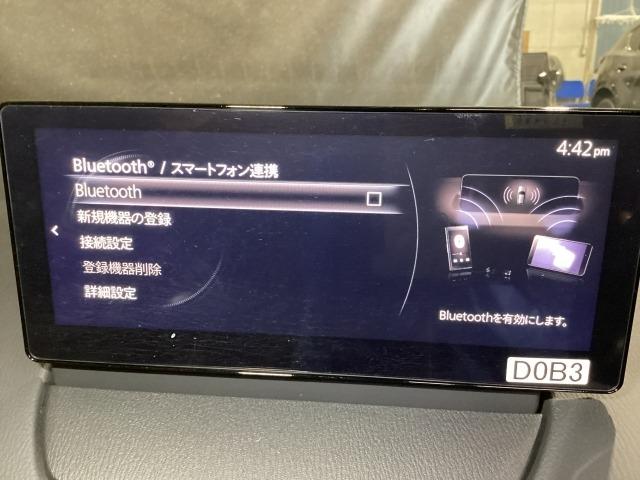 4:42 pm
Bluetooth® / スマートフォン連携
Bluetooth
新規機器の登録
接続設定
登録機器削除
詳細設定
Bluetoothを有効にします。
D0B3